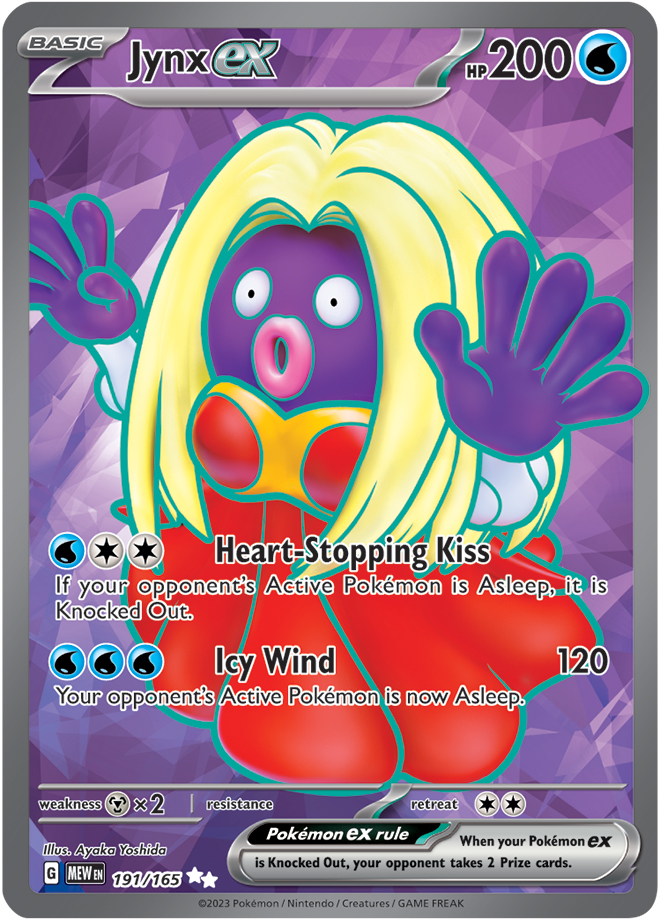 BASIC Jynx ex HP 200
Heart-Stopping Kiss
If your opponent's Active Pokémon is Asleep, it is
Knocked Out.
Icy Wind 120
Your opponent's Active Pokémon is now Asleep.
weakness ×2 resistance retreat
Pokémon ex rule When your Pokémon ex
is Knocked Out, your opponent takes 2 Prize cards.
Illus. Ayaka Yoshida
G MEW EN 191/165
©2023 Pokémon / Nintendo / Creatures / GAME FREAK